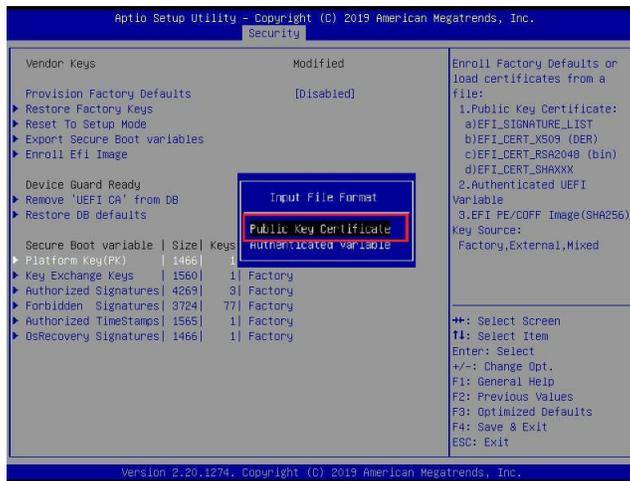 Aptio Setup Utility – Copyright (C) 2019 American Megatrends, Inc.
Security
Vendor Keys Modified
Provision Factory Defaults [Disabled]
Restore Factory Keys
Reset To Setup Mode
Export Secure Boot variables
Enroll Efi Image
Device Guard Ready
Remove 'UEFI CA' from DB
Restore DB defaults
Secure Boot variable | Size| Keys
Platform Key(PK) | 1466| 1
Key Exchange Keys | 1560| 1| Factory
Authorized Signatures| 4269| 3| Factory
Forbidden Signatures| 3724| 77| Factory
Authorized TimeStamps| 1565| 1| Factory
OsRecovery Signatures| 1466| 1| Factory
Input File Format
Public Key Certificate
Authenticated Variable
Enroll Factory Defaults or
load certificates from a
file:
1.Public Key Certificate:
a)EFI_SIGNATURE_LIST
b)EFI_CERT_X509 (DER)
c)EFI_CERT_RSA2048 (bin)
d)EFI_CERT_SHAXXX
2.Authenticated UEFI
Variable
3.EFI PE/COFF Image(SHA256)
Key Source:
Factory,External,Mixed
→←: Select Screen
↑↓: Select Item
Enter: Select
+/-: Change Opt.
F1: General Help
F2: Previous Values
F3: Optimized Defaults
F4: Save & Exit
ESC: Exit
Version 2.20.1274. Copyright (C) 2019 American Megatrends, Inc.